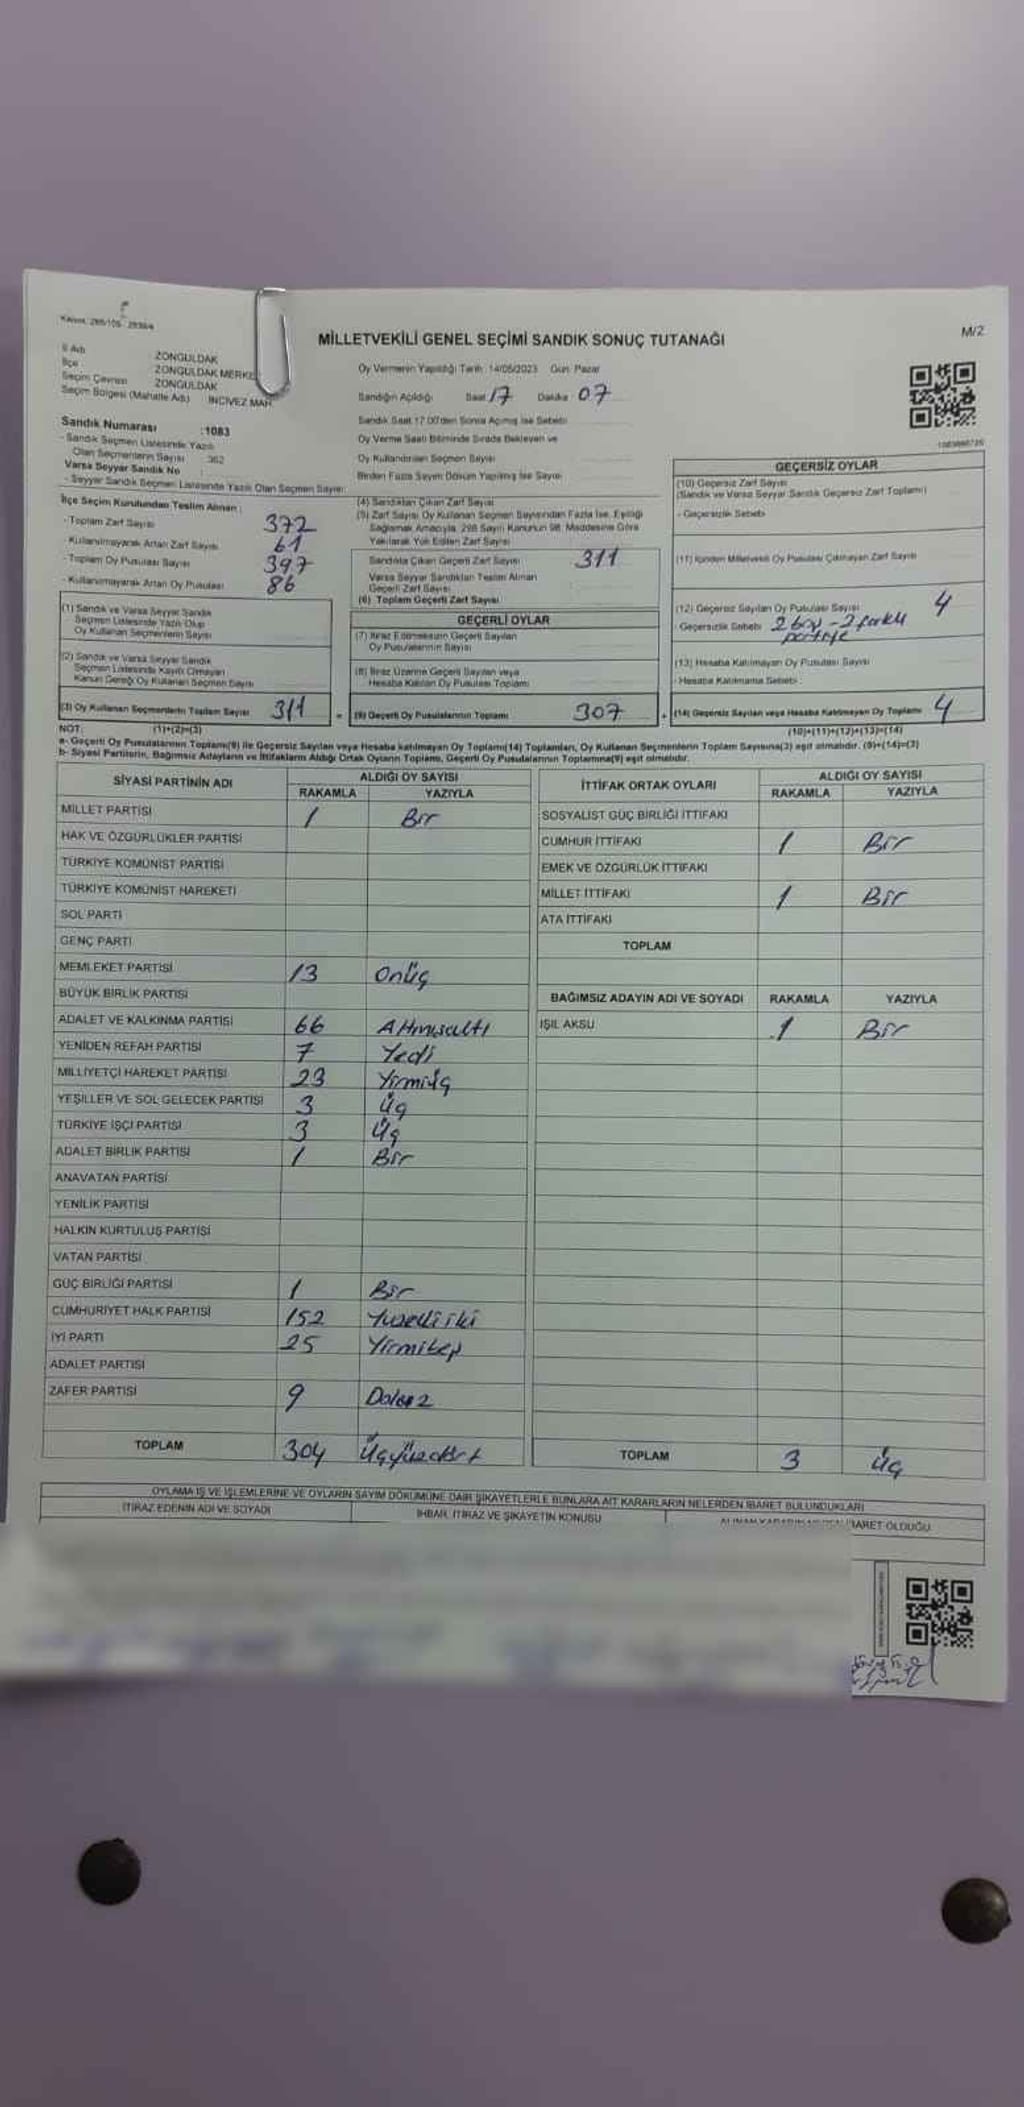 MİLLETVEKİLİ GENEL SEÇİMİ SANDIK SONUÇ TUTANAĞI
M/2
İl Adı ZONGULDAK
İlçe ZONGULDAK MERKE
Seçim Çevresi ZONGULDAK
Seçim Bölgesi (Mahalle Adı) İNCİVEZ MAH.
Oy Vermenin Yapıldığı Tarih: 14/05/2023 Gün: Pazar
Sandığın Açıldığı Saat 17 Dakika 07
Sandık Saat 17.00'den Sonra Açılmış İse Sebebi
Oy Verme Saati Bitiminde Sırada Bekleyen ve
Oy Kullandırılan Seçmen Sayısı
Birden Fazla Sayım Döküm Yapılmış İse Sayısı
Sandık Numarası :1083
- Sandık Seçmen Listesinde Yazılı
Olan Seçmenlerin Sayısı 362
Varsa Seyyar Sandık No
- Seyyar Sandık Seçmen Listesinde Yazılı Olan Seçmen Sayısı
İlçe Seçim Kurulundan Teslim Alınan :
- Toplam Zarf Sayısı 372
- Kullanılmayarak Artan Zarf Sayısı 61
- Toplam Oy Pusulası Sayısı 397
- Kullanılmayarak Artan Oy Pusulası 86
(1) Sandık ve Varsa Seyyar Sandık
Seçmen Listesinde Yazılı Olup
Oy Kullanan Seçmenlerin Sayısı
(2) Sandık ve Varsa Seyyar Sandık
Seçmen Listesinde Kayıtlı Olmayan
Kanun Gereği Oy Kullanan Seçmen Sayısı
(3) Oy Kullanan Seçmenlerin Toplam Sayısı 311
(1)+(2)=(3)
(4) Sandıktan Çıkan Zarf Sayısı
(5) Zarf Sayısı Oy Kullanan Seçmen Sayısından Fazla İse, Eşitliği
Sağlamak Amacıyla, 298 Sayılı Kanunun 98. Maddesine Göre
Yakılarak Yok Edilen Zarf Sayısı
Sandıkta Çıkan Geçerli Zarf Sayısı 311
Varsa Seyyar Sandıktan Teslim Alınan
Geçerli Zarf Sayısı
(6) Toplam Geçerli Zarf Sayısı
GEÇERLİ OYLAR
(7) İtiraz Edilmeksizin Geçerli Sayılan
Oy Pusulalarının Sayısı
(8) İtiraz Üzerine Geçerli Sayılan veya
Hesaba Katılan Oy Pusulası Toplamı
= (9) Geçerli Oy Pusulalarının Toplamı 307
GEÇERSİZ OYLAR
(10) Geçersiz Zarf Sayısı
(Sandık ve Varsa Seyyar Sandık Geçersiz Zarf Toplamı)
- Geçersizlik Sebebi
(11) İçinden Milletvekili Oy Pusulası Çıkmayan Zarf Sayısı
(12) Geçersiz Sayılan Oy Pusulası Sayısı 4
- Geçersizlik Sebebi 2 boş - 2 farklı
partiye
(13) Hesaba Katılmayan Oy Pusulası Sayısı
- Hesaba Katılmama Sebebi
+ (14) Geçersiz Sayılan veya Hesaba Katılmayan Oy Toplamı 4
(10)+(11)+(12)+(13)=(14)
NOT:
a- Geçerli Oy Pusulalarının Toplamı(9) ile Geçersiz Sayılan veya Hesaba katılmayan Oy Toplamı(14) Toplamları, Oy Kullanan Seçmenlerin Toplam Sayısına(3) eşit olmalıdır. (9)+(14)=(3)
b- Siyasi Partilerin, Bağımsız Adayların ve İttifakların Aldığı Ortak Oyların Toplamı, Geçerli Oy Pusulalarının Toplamına(9) eşit olmalıdır.
SİYASİ PARTİNİN ADI ALDIĞI OY SAYISI
RAKAMLA YAZIYLA
MİLLET PARTİSİ 1 Bir
HAK VE ÖZGÜRLÜKLER PARTİSİ
TÜRKİYE KOMÜNİST PARTİSİ
TÜRKİYE KOMÜNİST HAREKETİ
SOL PARTİ
GENÇ PARTİ
MEMLEKET PARTİSİ 13 Onüç
BÜYÜK BİRLİK PARTİSİ
ADALET VE KALKINMA PARTİSİ 66 Altmışaltı
YENİDEN REFAH PARTİSİ 7 Yedi
MİLLİYETÇİ HAREKET PARTİSİ 23 Yirmiüç
YEŞİLLER VE SOL GELECEK PARTİSİ 3 Üç
TÜRKİYE İŞÇİ PARTİSİ 3 Üç
ADALET BİRLİK PARTİSİ 1 Bir
ANAVATAN PARTİSİ
YENİLİK PARTİSİ
HALKIN KURTULUŞ PARTİSİ
VATAN PARTİSİ
GÜÇ BİRLİĞİ PARTİSİ 1 Bir
CUMHURİYET HALK PARTİSİ 152 Yüzelliiki
İYİ PARTİ 25 Yirmibeş
ADALET PARTİSİ
ZAFER PARTİSİ 9 Dokuz
TOPLAM 304 Üçyüzdört
İTTİFAK ORTAK OYLARI ALDIĞI OY SAYISI
RAKAMLA YAZIYLA
SOSYALİST GÜÇ BİRLİĞİ İTTİFAKI
CUMHUR İTTİFAKI 1 Bir
EMEK VE ÖZGÜRLÜK İTTİFAKI
MİLLET İTTİFAKI 1 Bir
ATA İTTİFAKI
TOPLAM
BAĞIMSIZ ADAYIN ADI VE SOYADI RAKAMLA YAZIYLA
IŞIL AKSU 1 Bir
TOPLAM 3 Üç
OYLAMA İŞ VE İŞLEMLERİNE VE OYLARIN SAYIM DÖKÜMÜNE DAİR ŞİKAYETLERLE BUNLARA AİT KARARLARIN NELERDEN İBARET BULUNDUKLARI
İTİRAZ EDENİN ADI VE SOYADI
İHBAR, İTİRAZ VE ŞİKAYETİN KONUSU
İBARET OLDUĞU